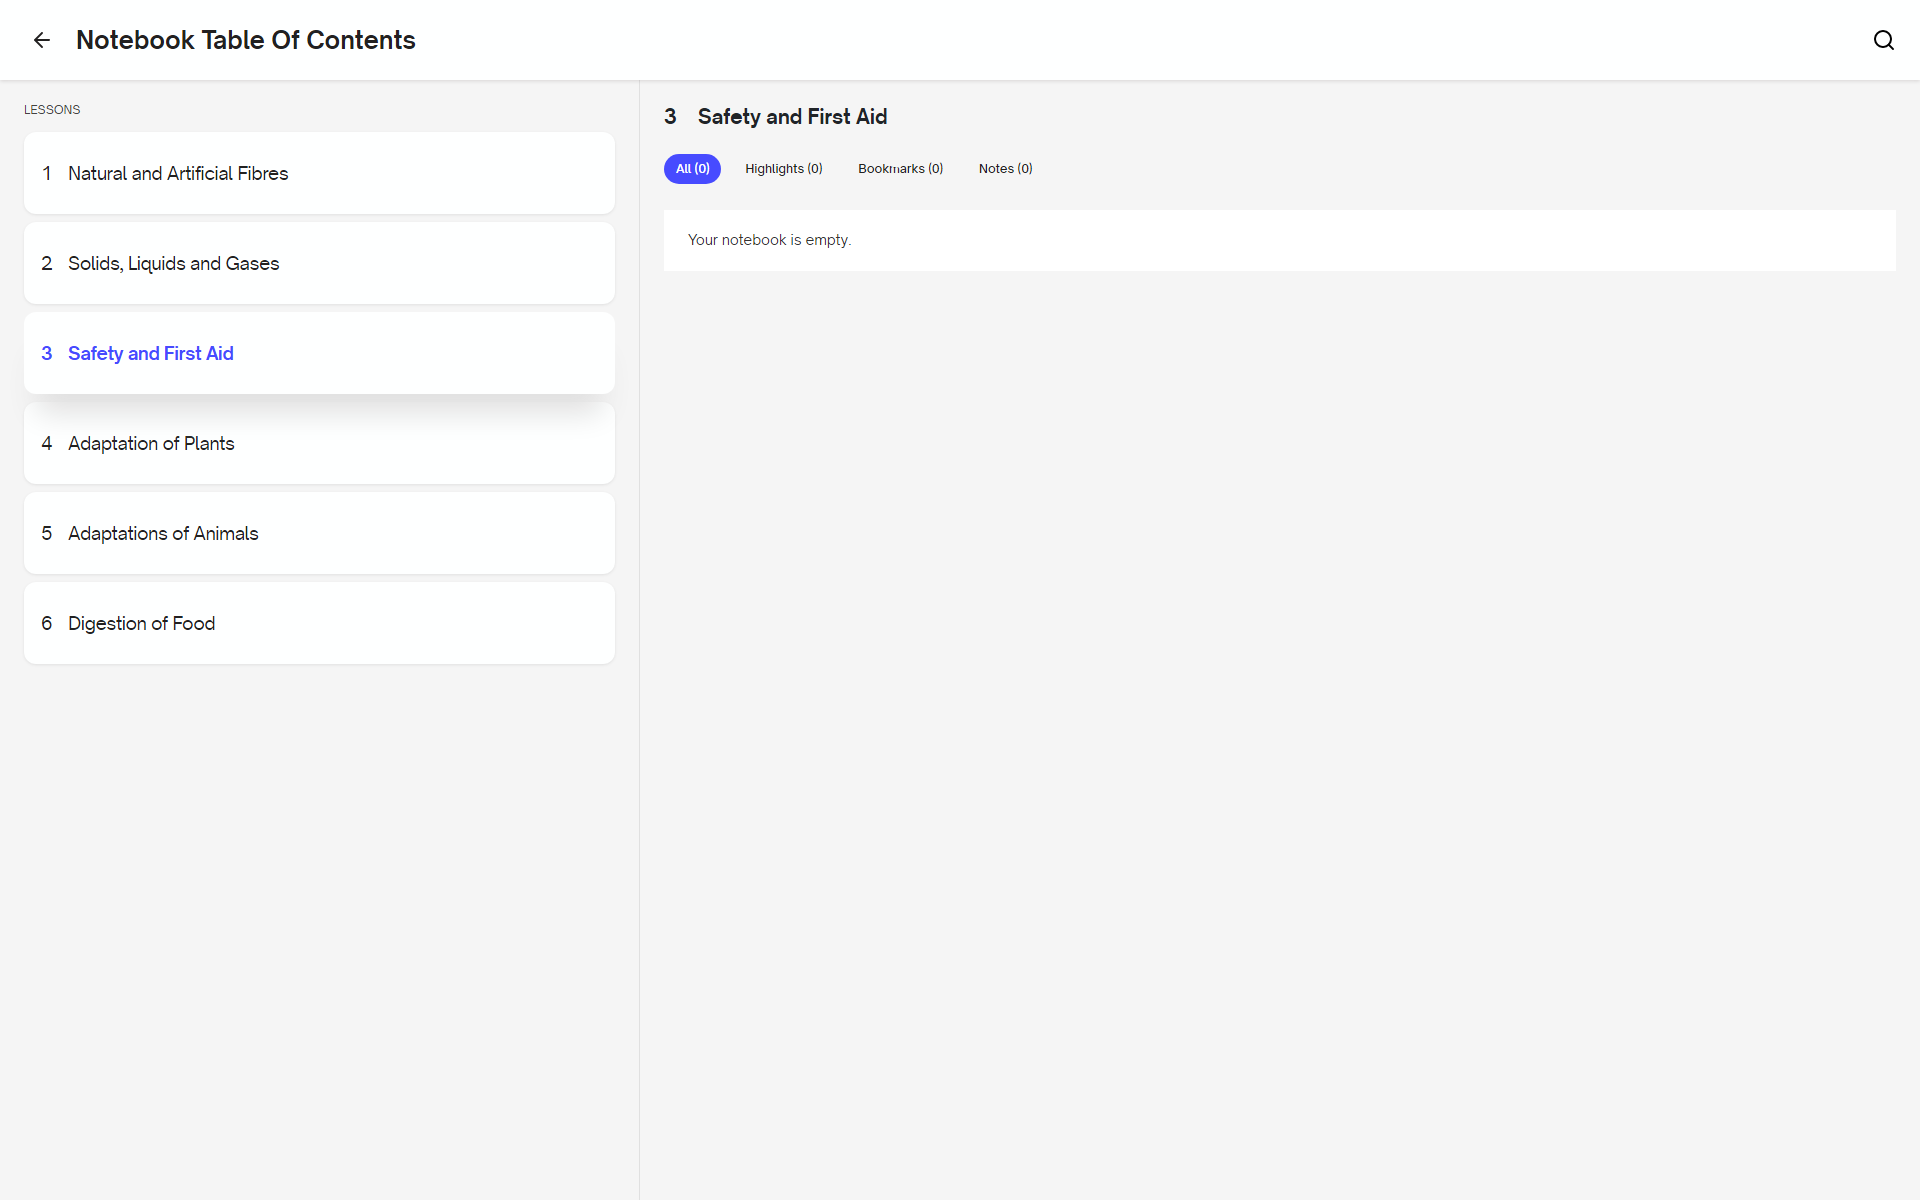 Notebook Table Of Contents
LESSONS
1 Natural and Artificial Fibres
2 Solids, Liquids and Gases
3 Safety and First Aid
4 Adaptation of Plants
5 Adaptations of Animals
6 Digestion of Food
3 Safety and First Aid
All (0) Highlights (0) Bookmarks (0) Notes (0)
Your notebook is empty.